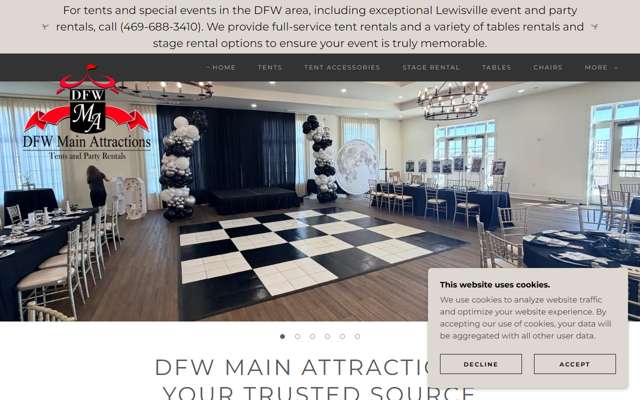 For tents and special events in the DFW area, including exceptional Lewisville event and party
rentals, call (469-688-3410). We provide full-service tent rentals and a variety of tables rentals and
stage rental options to ensure your event is truly memorable.
HOME
TENTS
TENT ACCESSORIES
STAGE RENTAL
TABLES
CHAIRS
MORE
DFW
MA
DFW Main Attractions
Tents and Party Rentals
This website uses cookies.
We use cookies to analyze website traffic
and optimize your website experience. By
accepting our use of cookies, your data will
be aggregated with all other user data.
DECLINE
ACCEPT
DFW MAIN ATTRACTIO
YOUR TRUSTED SOURCE